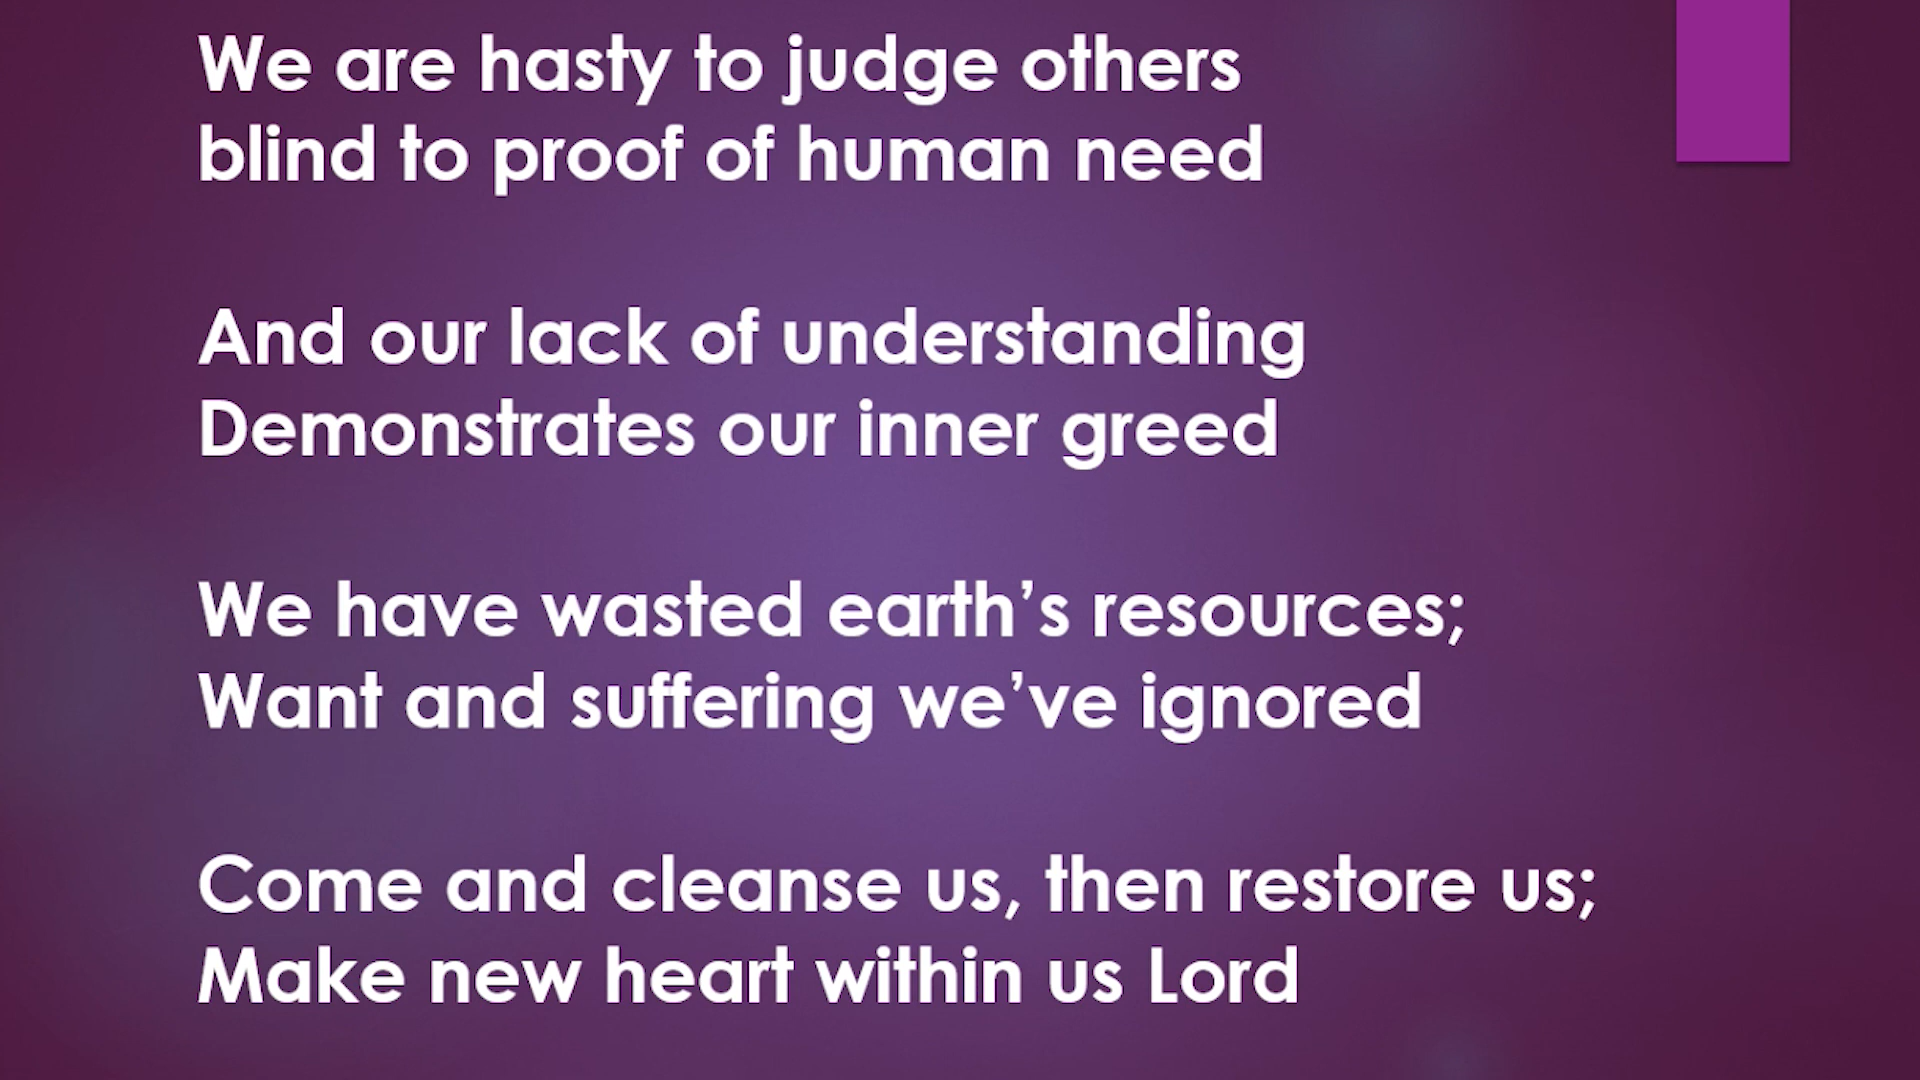 We are hasty to judge others
blind to proof of human need
And our lack of understanding
Demonstrates our inner greed
We have wasted earth’s resources;
Want and suffering we’ve ignored
Come and cleanse us, then restore us;
Make new heart within us Lord